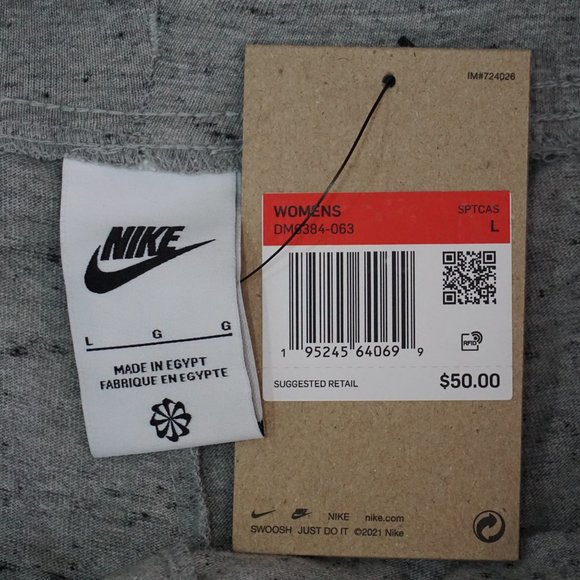 IM#724026
WOMENS
SPTCAS
DM6384-063
L
1 95245 64069 9
RFID
SUGGESTED RETAIL
$50.00
NIKE
nike.com
SWOOSH JUST DO IT ©2021 Nike
NIKE
L G G
MADE IN EGYPT
FABRIQUE EN EGYPTE